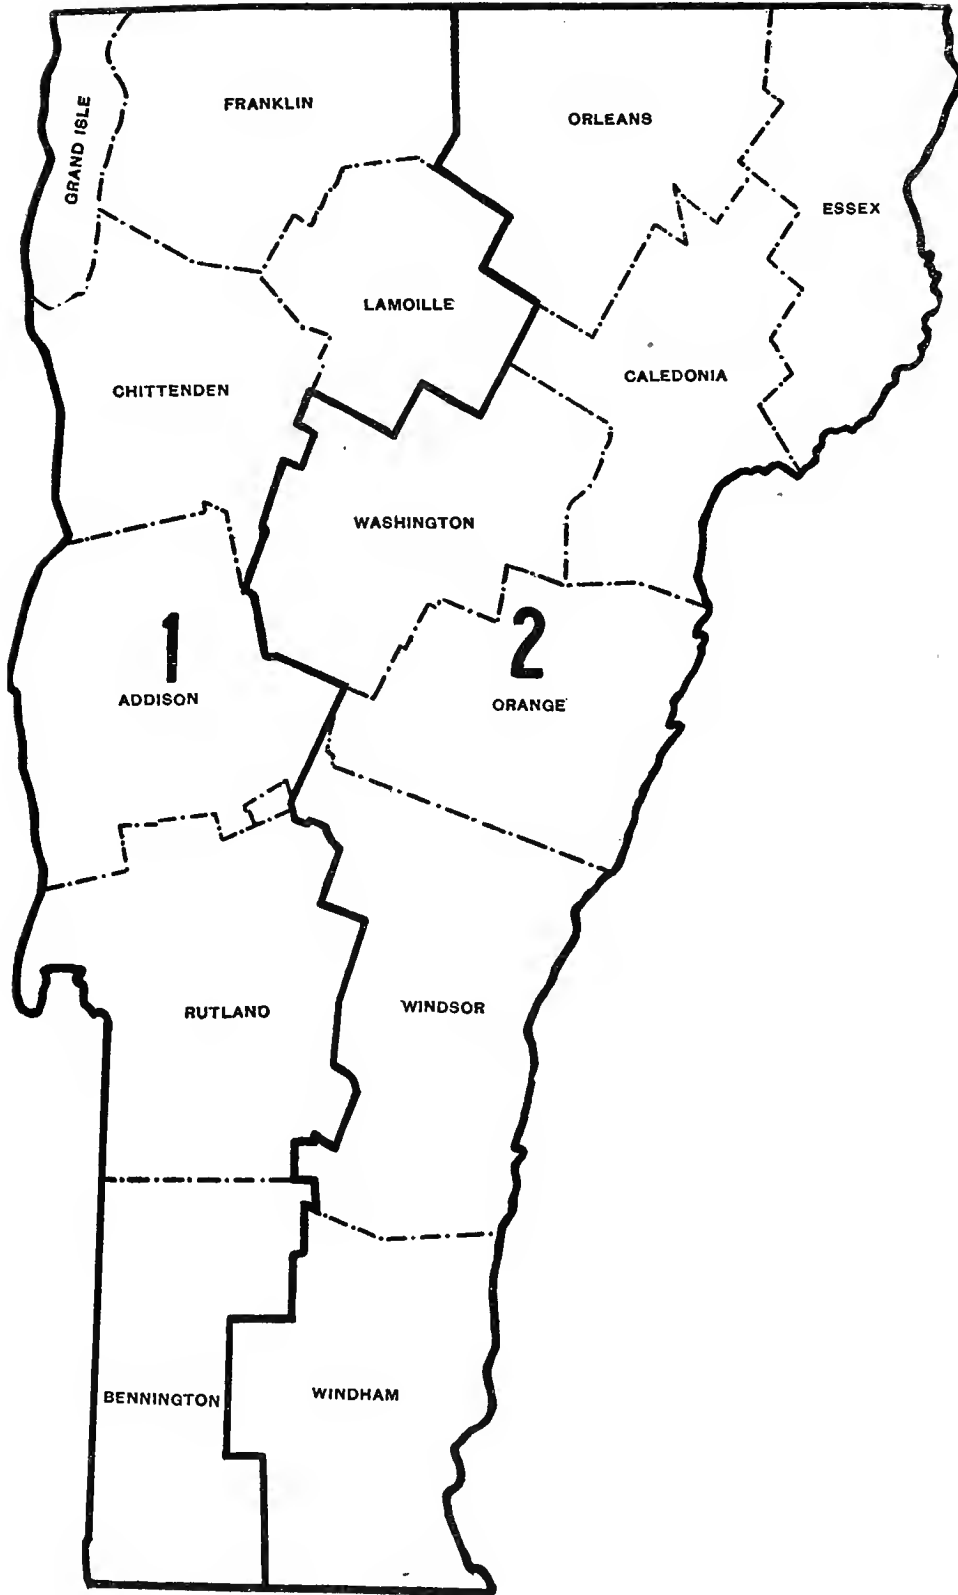 FRANKLIN
ORLEANS
GRAND ISLE
ESSEX
LAMOILLE
CHITTENDEN
CALEDONIA
WASHINGTON
1
2
ADDISON
ORANGE
RUTLAND
WINDSOR
BENNINGTON
WINDHAM